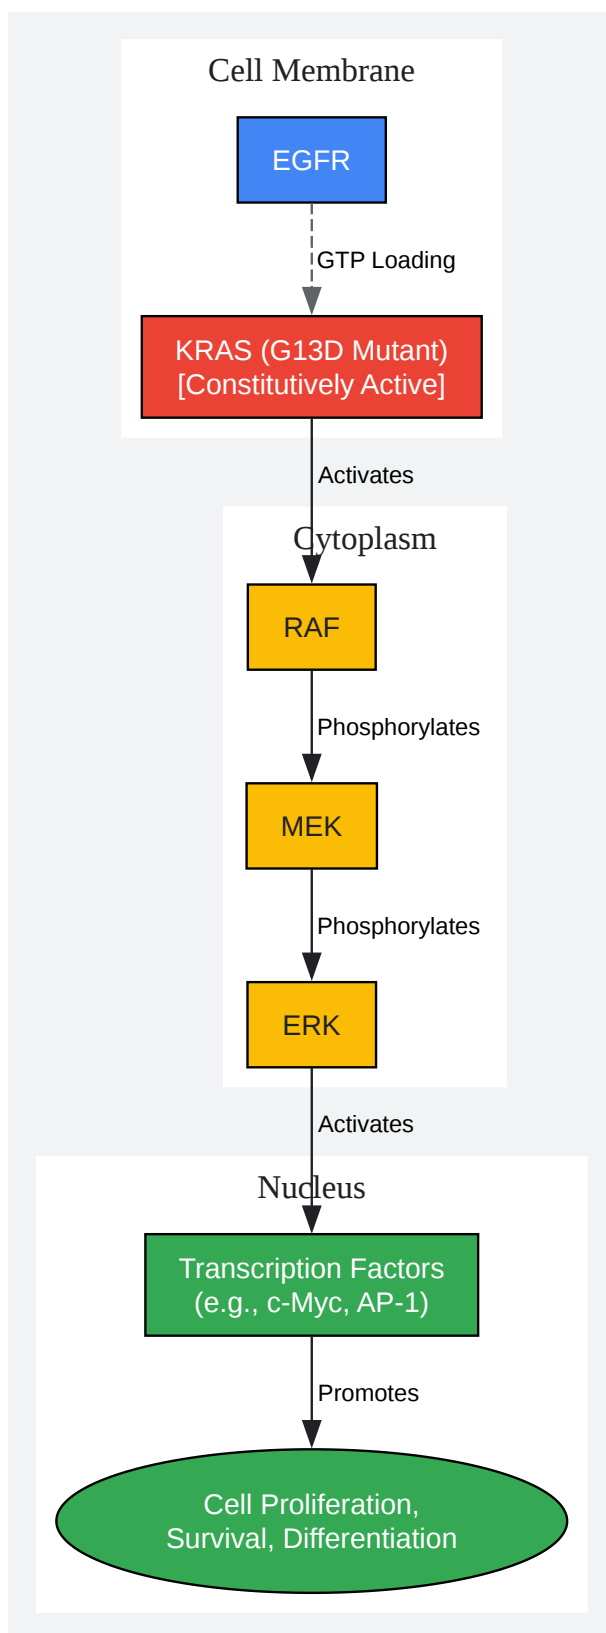 Cell Membrane
EGFR
GTP Loading
KRAS (G13D Mutant)
[Constitutively Active]
Activates
Cytoplasm
RAF
Phosphorylates
MEK
Phosphorylates
ERK
Activates
Nucleus
Transcription Factors
(e.g., c-Myc, AP-1)
Promotes
Cell Proliferation,
Survival, Differentiation